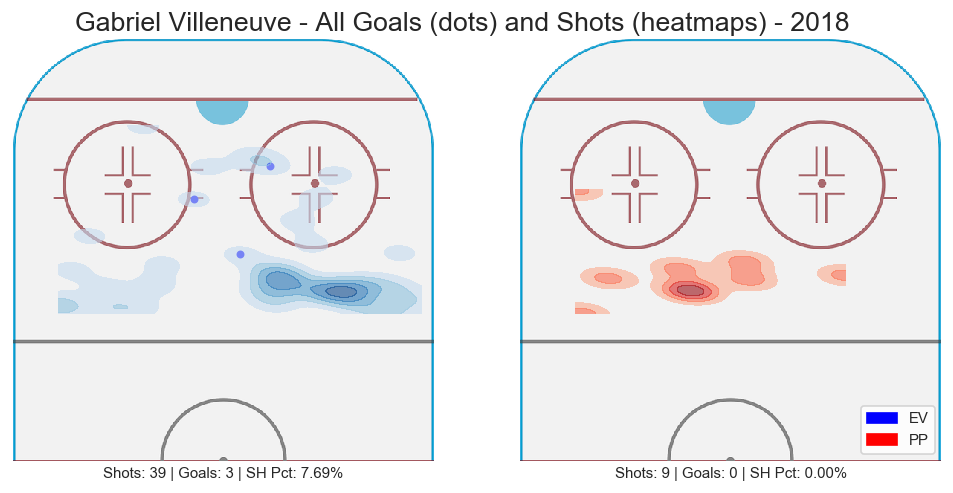 Gabriel Villeneuve - All Goals (dots) and Shots (heatmaps) - 2018
EV
PP
Shots: 39 | Goals: 3 | SH Pct: 7.69%
Shots: 9 | Goals: 0 | SH Pct: 0.00%